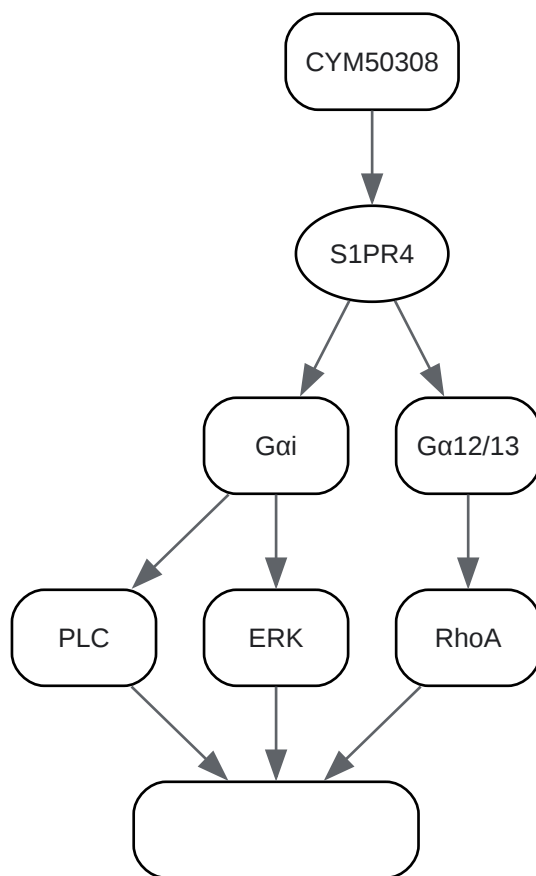 CYM50308
S1PR4
Gαi
Gα12/13
PLC
ERK
RhoA